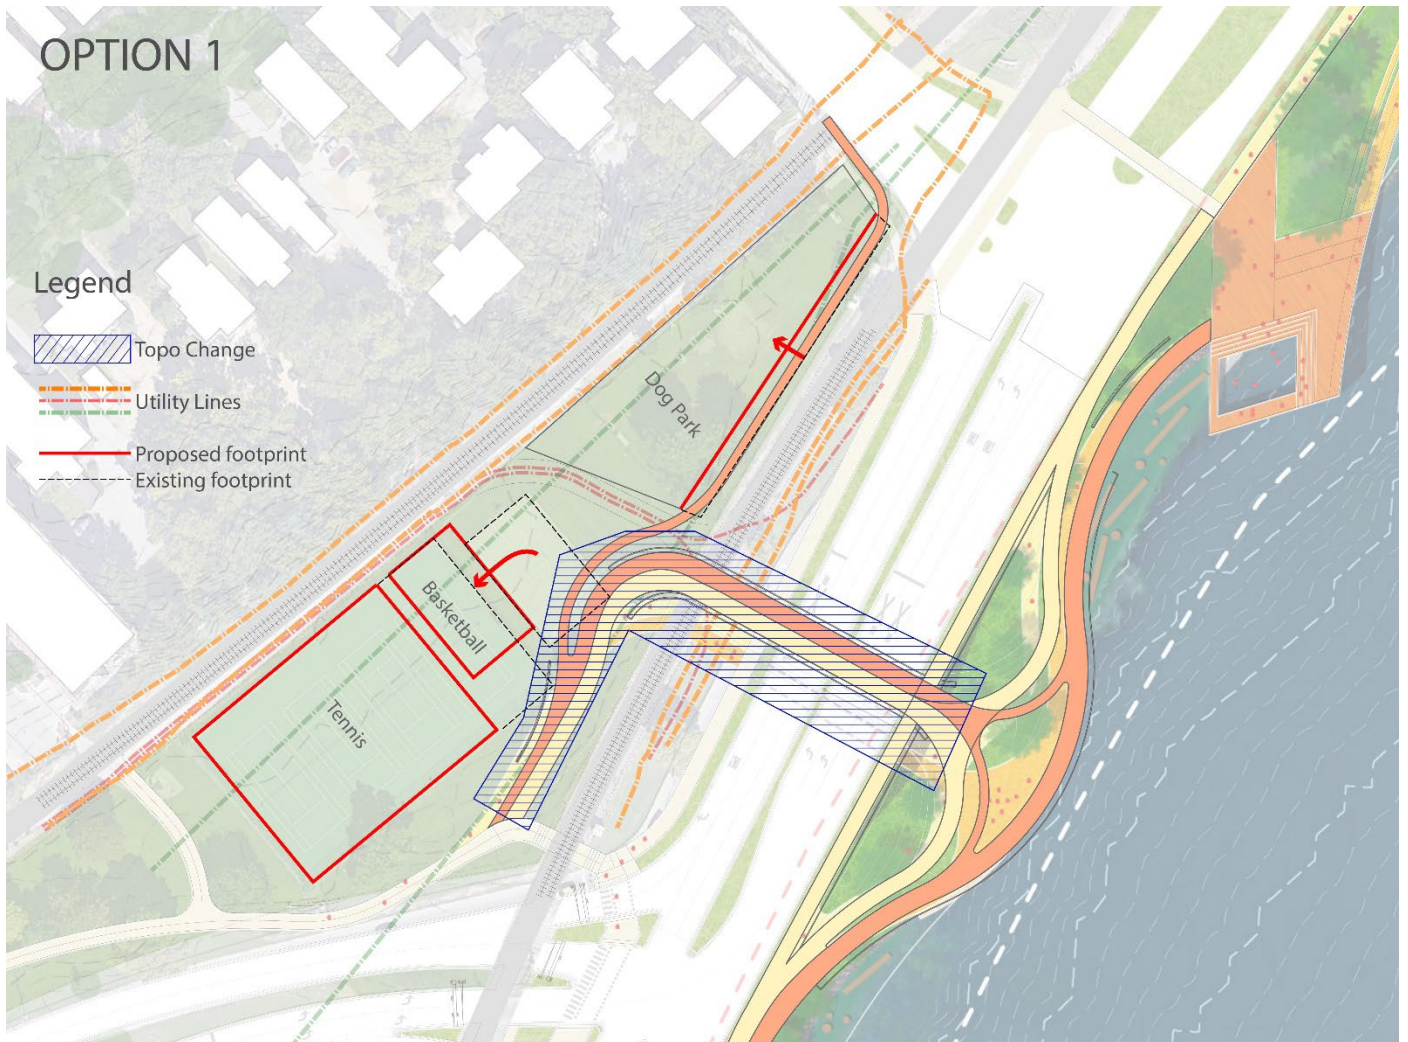 OPTION 1
Legend
Topo Change
Utility Lines
Proposed footprint
Existing footprint
Dog Park
Basketball
Tennis